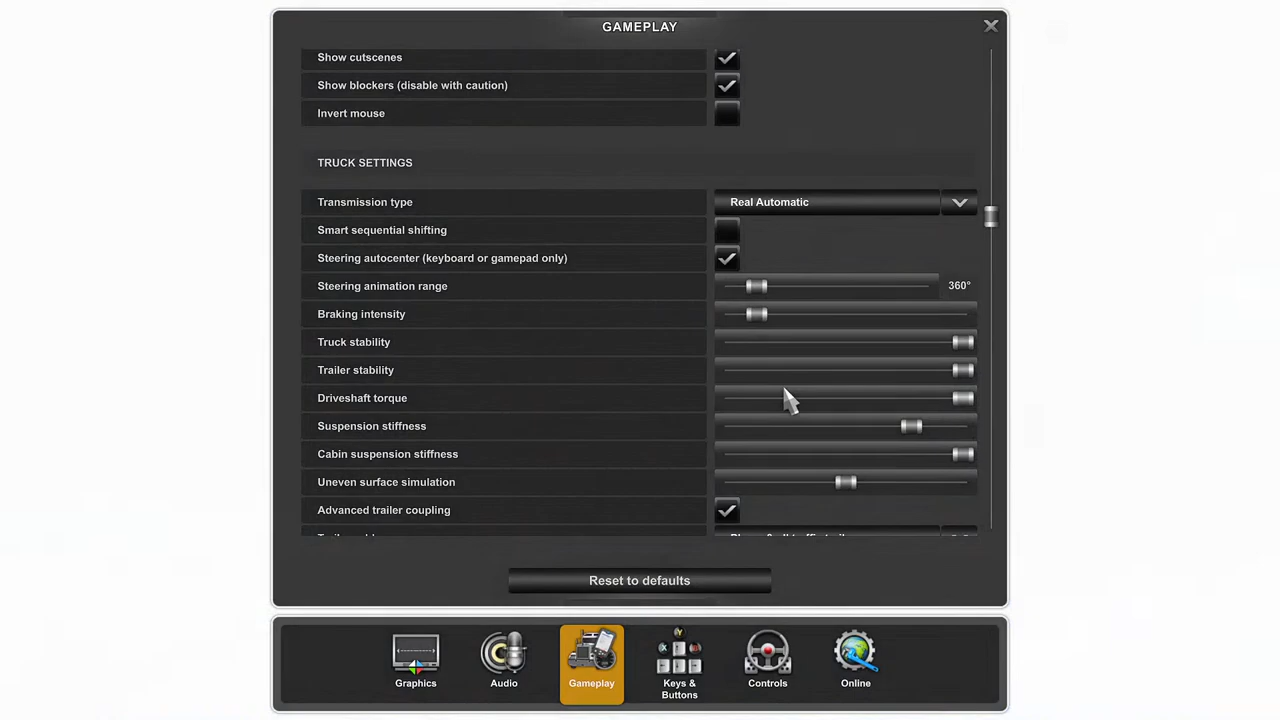 GAMEPLAY
Show cutscenes
Show blockers (disable with caution)
Invert mouse
TRUCK SETTINGS
Transmission type
Real Automatic
Smart sequential shifting
Steering autocenter (keyboard or gamepad only)
Steering animation range
360°
Braking intensity
Truck stability
Trailer stability
Driveshaft torque
Suspension stiffness
Cabin suspension stiffness
Uneven surface simulation
Advanced trailer coupling
Reset to defaults
Graphics
Audio
Gameplay
Keys &
Buttons
Controls
Online